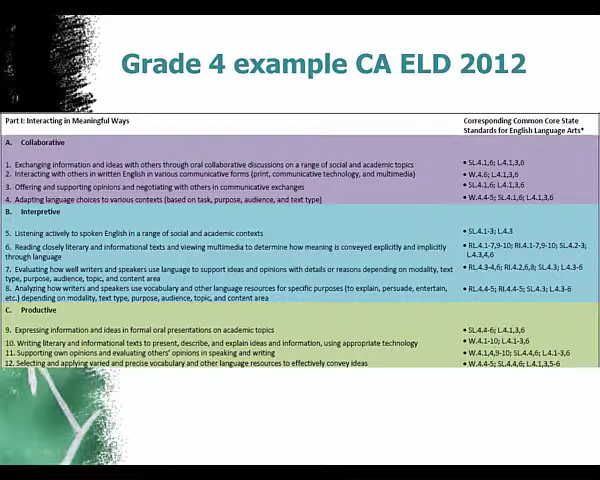 Grade 4 example CA ELD 2012
Part I: Interacting in Meaningful Ways
Corresponding Common Core State
Standards for English Language Arts*
A. Collaborative
1. Exchanging information and ideas with others through oral collaborative discussions on a range of social and academic topics
• SL.4.1,6; L.4.1,3,6
2. Interacting with others in written English in various communicative forms (print, communicative technology, and multimedia)
• W.4.6; L.4.1,3,6
3. Offering and supporting opinions and negotiating with others in communicative exchanges
• SL.4.1,6; L.4.1,3,6
4. Adapting language choices to various contexts (based on task, purpose, audience, and text type)
• W.4.4-5; SL.4.1,6; L.4.1,3,6
B. Interpretive
5. Listening actively to spoken English in a range of social and academic contexts
• SL.4.1-3; L.4.3
6. Reading closely literary and informational texts and viewing multimedia to determine how meaning is conveyed explicitly and implicitly
through language
• RL.4.1-7,9-10; RI.4.1-7,9-10; SL.4.2-3;
L.4.3,4,6
7. Evaluating how well writers and speakers use language to support ideas and opinions with details or reasons depending on modality, text
type, purpose, audience, topic, and content area
• RL.4.3-4,6; RI.4.2,6,8; SL.4.3; L.4.3-6
8. Analyzing how writers and speakers use vocabulary and other language resources for specific purposes (to explain, persuade, entertain,
etc.) depending on modality, text type, purpose, audience, topic, and content area
• RL.4.4-5; RI.4.4-5; SL.4.3; L.4.3-6
C. Productive
9. Expressing information and ideas in formal oral presentations on academic topics
• SL.4.4-6; L.4.1,3,6
10. Writing literary and informational texts to present, describe, and explain ideas and information, using appropriate technology
• W.4.1-10; L.4.1-3,6
11. Supporting own opinions and evaluating others' opinions in speaking and writing
• W.4.1,4,9-10; SL.4.4,6; L.4.1-3,6
12. Selecting and applying varied and precise vocabulary and other language resources to effectively convey ideas
• W.4.4-5; SL.4.4,6; L.4.1,3,5-6